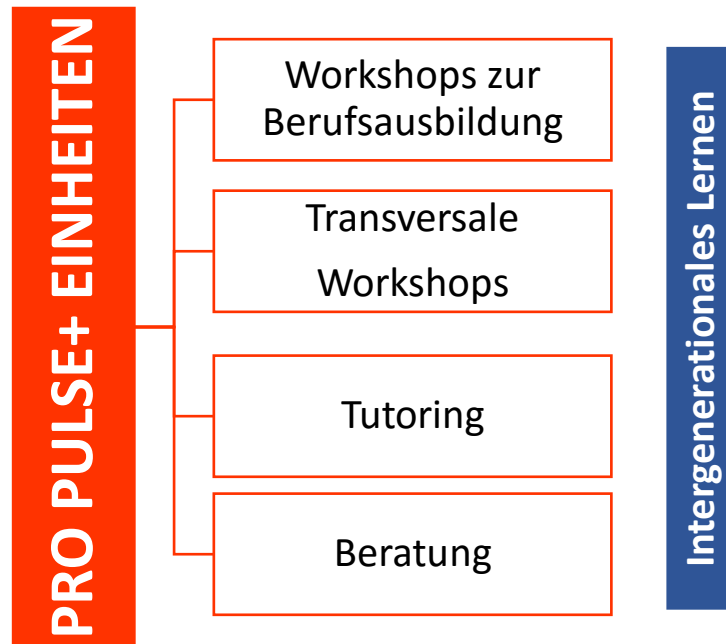 PRO PULSE+ EINHEITEN
Workshops zur
Berufsausbildung
Transversale
Workshops
Tutoring
Beratung
Intergenerationales Lernen